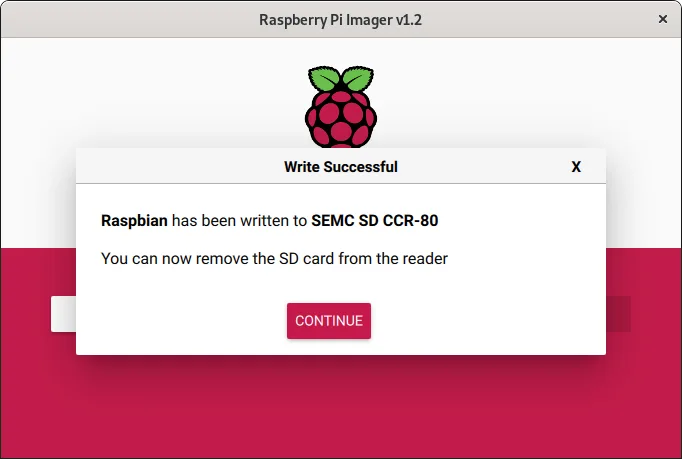 Raspberry Pi Imager v1.2 ×
Write Successful X
Raspbian has been written to SEMC SD CCR-80
You can now remove the SD card from the reader
CONTINUE